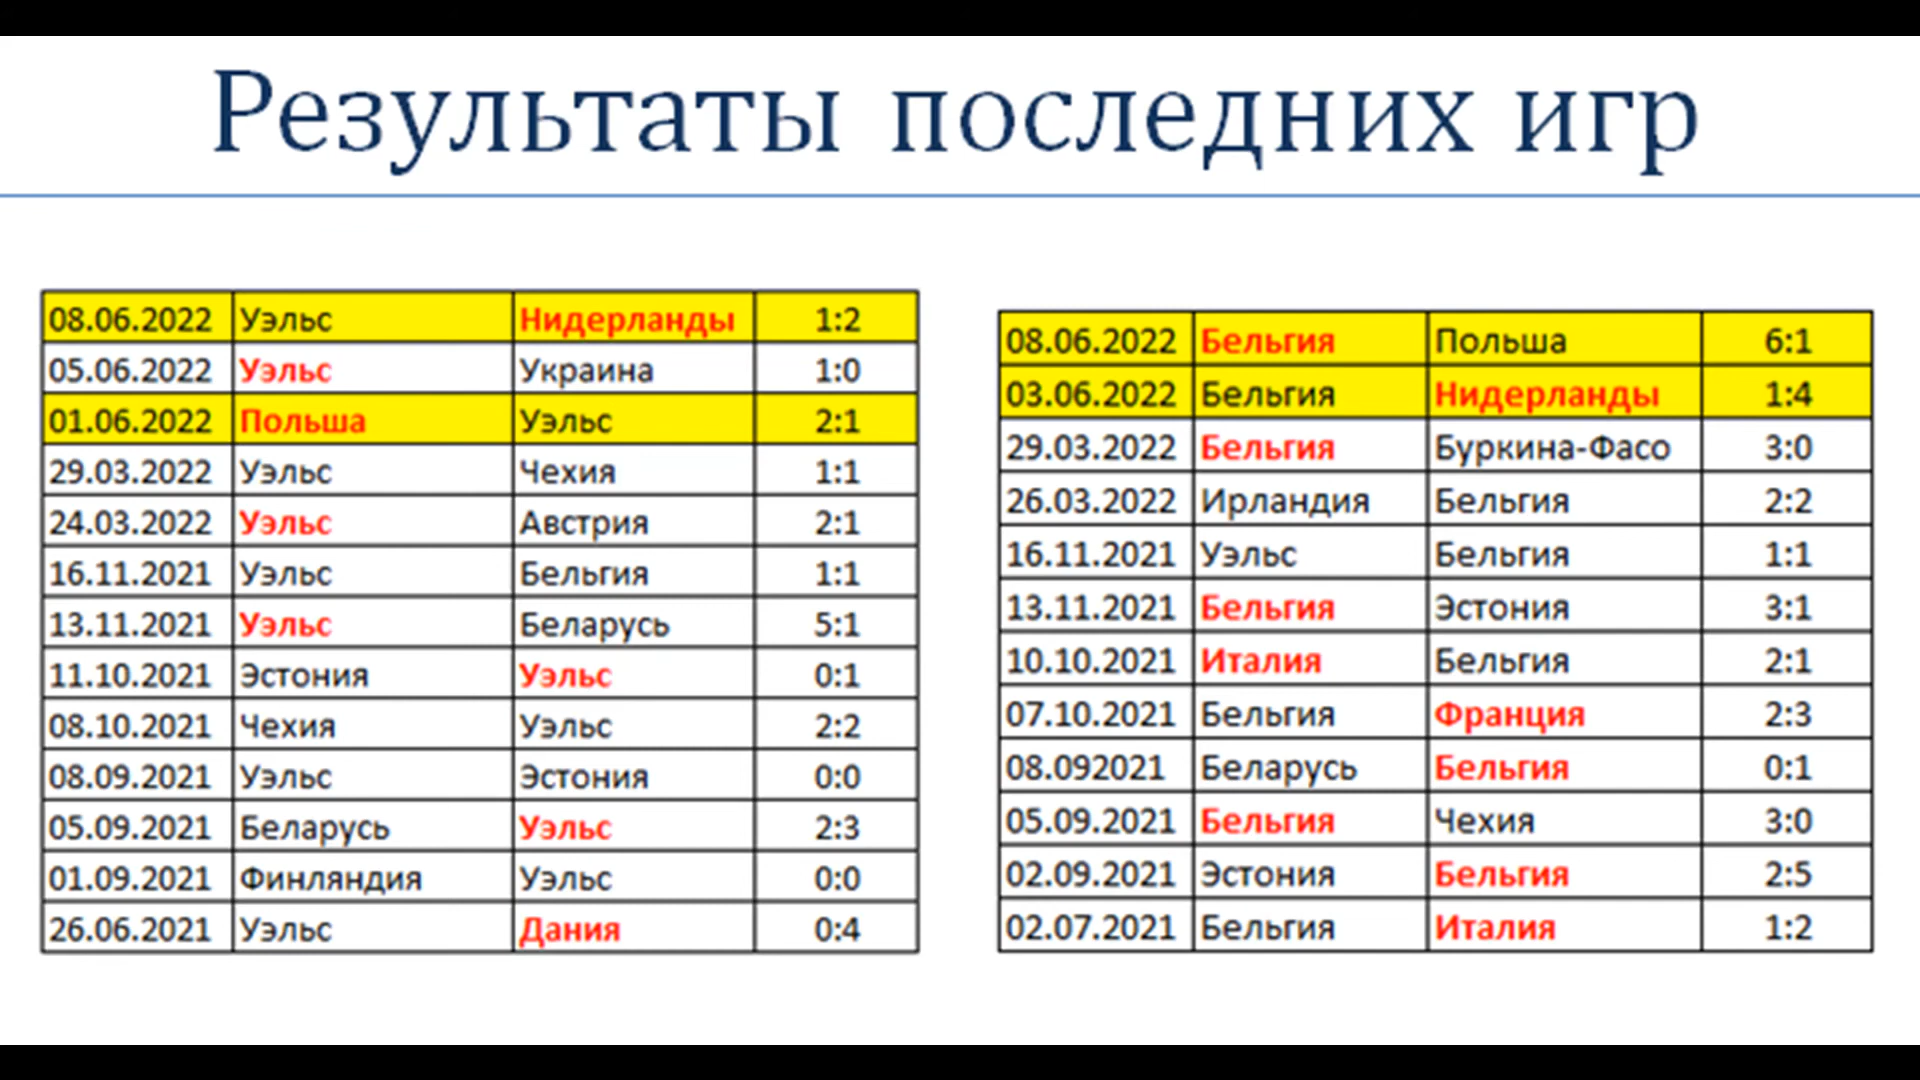 Результаты последних игр
08.06.2022 Уэльс Нидерланды 1:2
05.06.2022 Уэльс Украина 1:0
01.06.2022 Польша Уэльс 2:1
29.03.2022 Уэльс Чехия 1:1
24.03.2022 Уэльс Австрия 2:1
16.11.2021 Уэльс Бельгия 1:1
13.11.2021 Уэльс Беларусь 5:1
11.10.2021 Эстония Уэльс 0:1
08.10.2021 Чехия Уэльс 2:2
08.09.2021 Уэльс Эстония 0:0
05.09.2021 Беларусь Уэльс 2:3
01.09.2021 Финляндия Уэльс 0:0
26.06.2021 Уэльс Дания 0:4
08.06.2022 Бельгия Польша 6:1
03.06.2022 Бельгия Нидерланды 1:4
29.03.2022 Бельгия Буркина-Фасо 3:0
26.03.2022 Ирландия Бельгия 2:2
16.11.2021 Уэльс Бельгия 1:1
13.11.2021 Бельгия Эстония 3:1
10.10.2021 Италия Бельгия 2:1
07.10.2021 Бельгия Франция 2:3
08.092021 Беларусь Бельгия 0:1
05.09.2021 Бельгия Чехия 3:0
02.09.2021 Эстония Бельгия 2:5
02.07.2021 Бельгия Италия 1:2